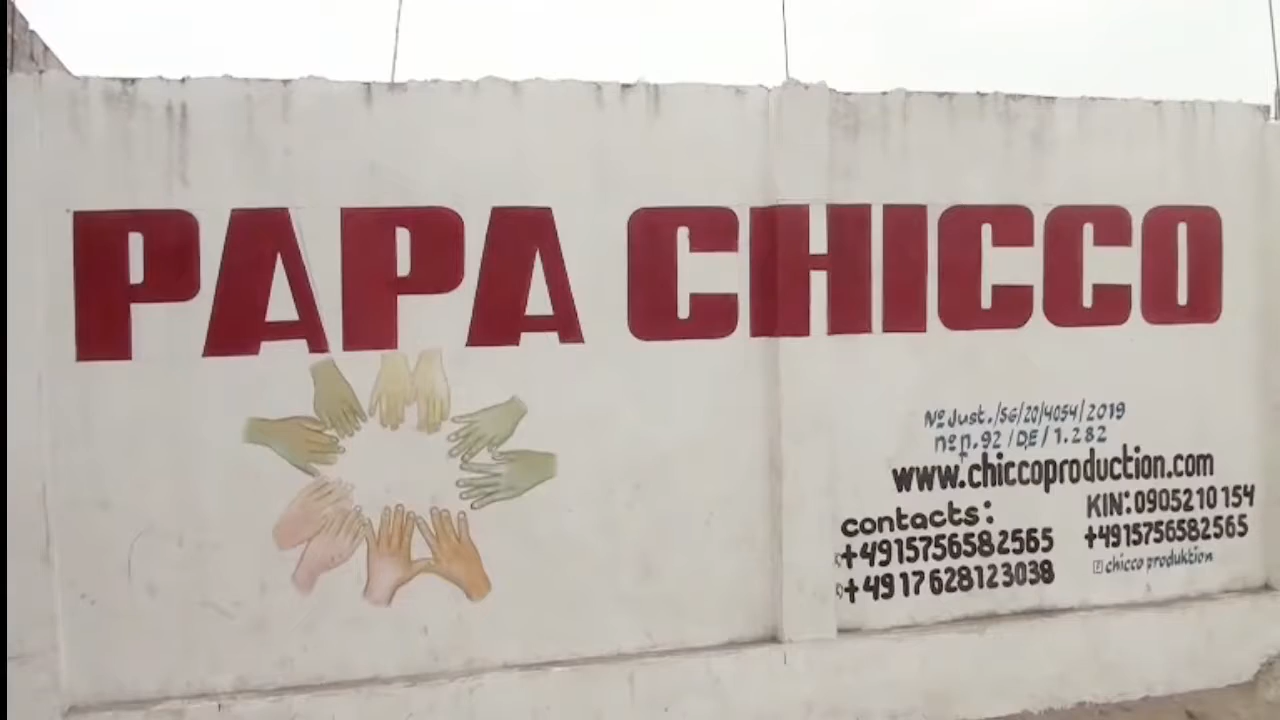 PAPA CHICCO
Nº Just./SG/20/4054/2019
nº n.92/DE/1.282
www.chiccoproduction.com
contacts:
+4915756582565
+4917628123038
KIN:0905210154
+4915756582565
chicco produktion